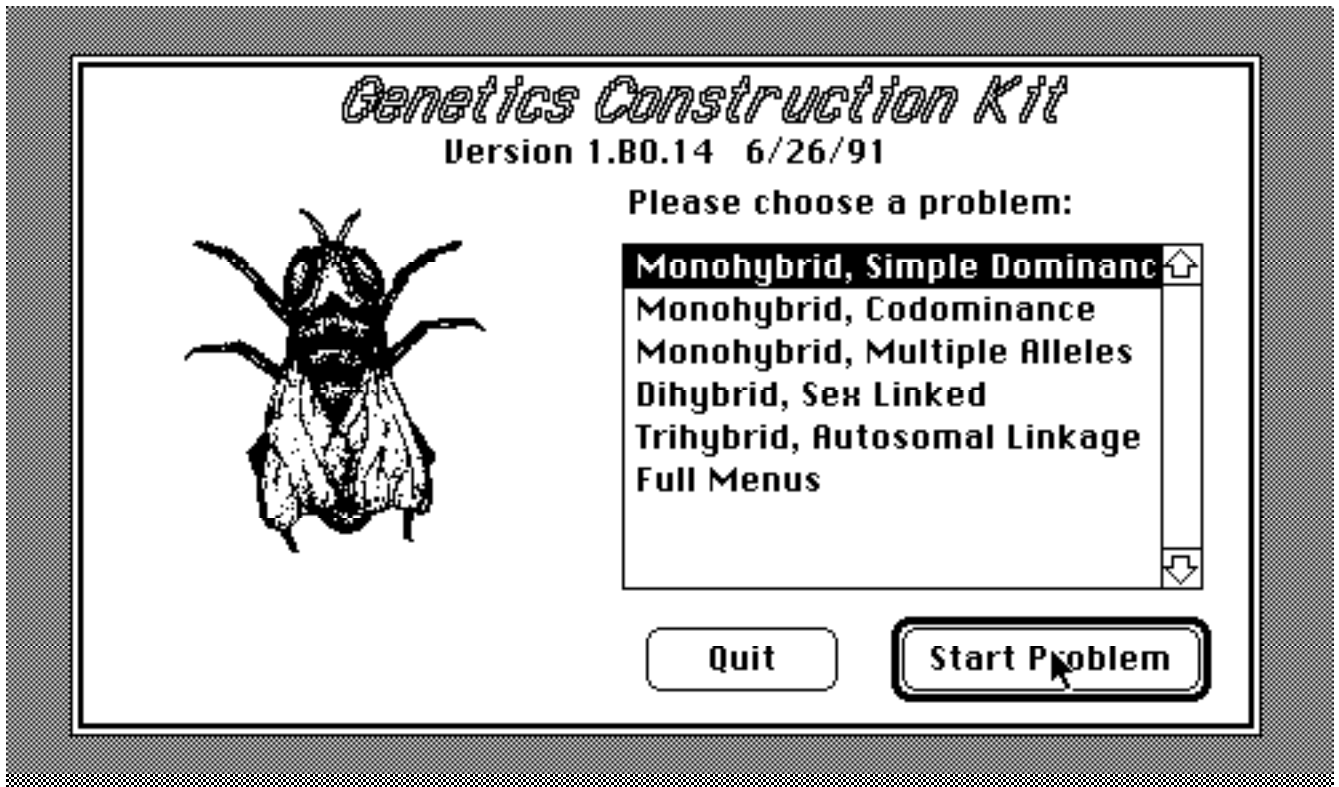 Genetics Construction Kit
Version 1.B0.14 6/26/91
Please choose a problem:
Monohybrid, Simple Dominanc
Monohybrid, Codominance
Monohybrid, Multiple Alleles
Dihybrid, Sex Linked
Trihybrid, Autosomal Linkage
Full Menus
Quit
Start Problem